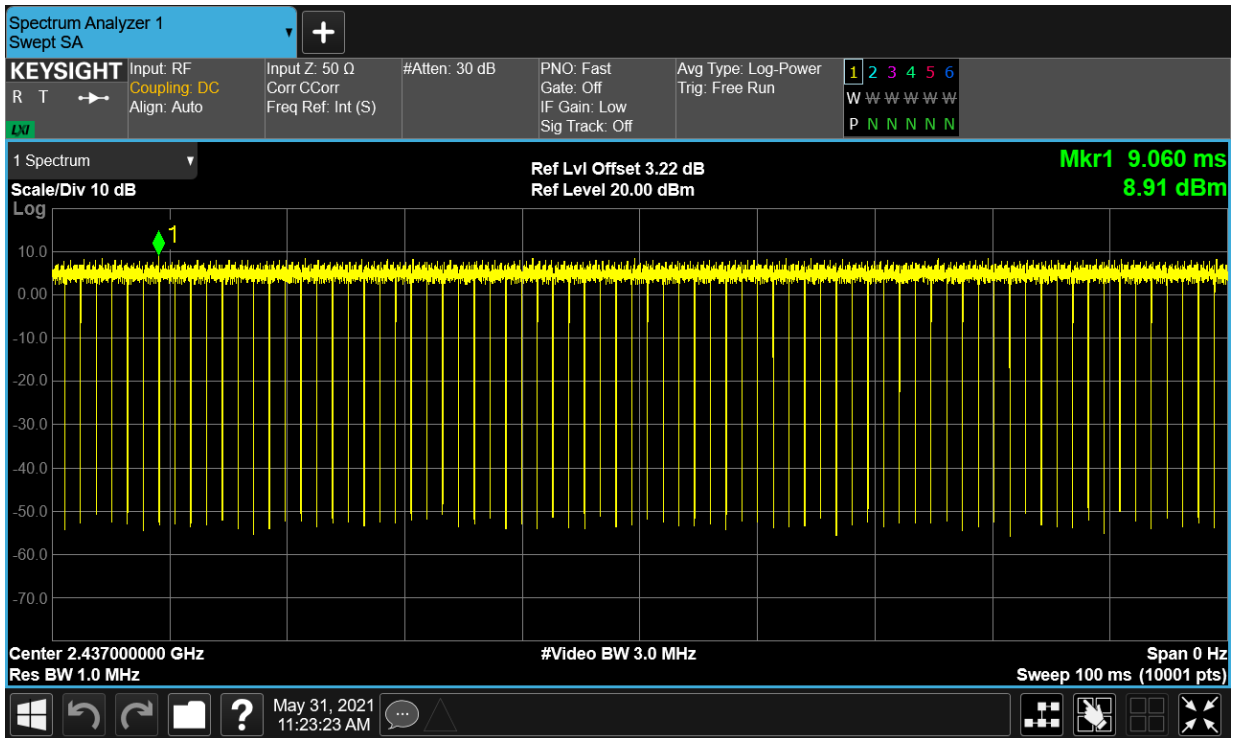 Spectrum Analyzer 1
Swept SA
KEYSIGHT Input: RF Input Z: 50 Ω #Atten: 30 dB PNO: Fast Avg Type: Log-Power 1 2 3 4 5 6
R T Coupling: DC Corr CCorr Gate: Off Trig: Free Run W W W W W W
Align: Auto Freq Ref: Int (S) IF Gain: Low
LXI Sig Track: Off P N N N N N
1 Spectrum Ref Lvl Offset 3.22 dB Mkr1 9.060 ms
Scale/Div 10 dB Ref Level 20.00 dBm 8.91 dBm
Log
1
10.0
0.00
-10.0
-20.0
-30.0
-40.0
-50.0
-60.0
-70.0
Center 2.437000000 GHz #Video BW 3.0 MHz Span 0 Hz
Res BW 1.0 MHz Sweep 100 ms (10001 pts)
May 31, 2021
11:23:23 AM